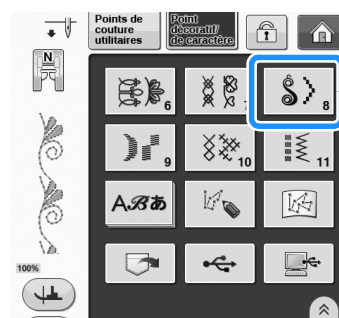 Points de
couture
utilitaires
Point
décoratif/
de caractère
N
6
7
8
9
10
11
ABあ
100%